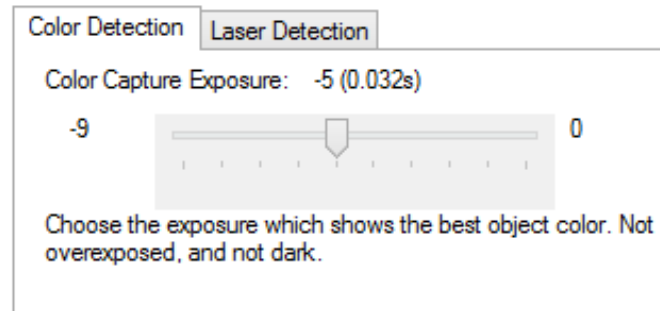 Color Detection Laser Detection
Color Capture Exposure: -5 (0.032s)
-9 0
Choose the exposure which shows the best object color. Not
overexposed, and not dark.